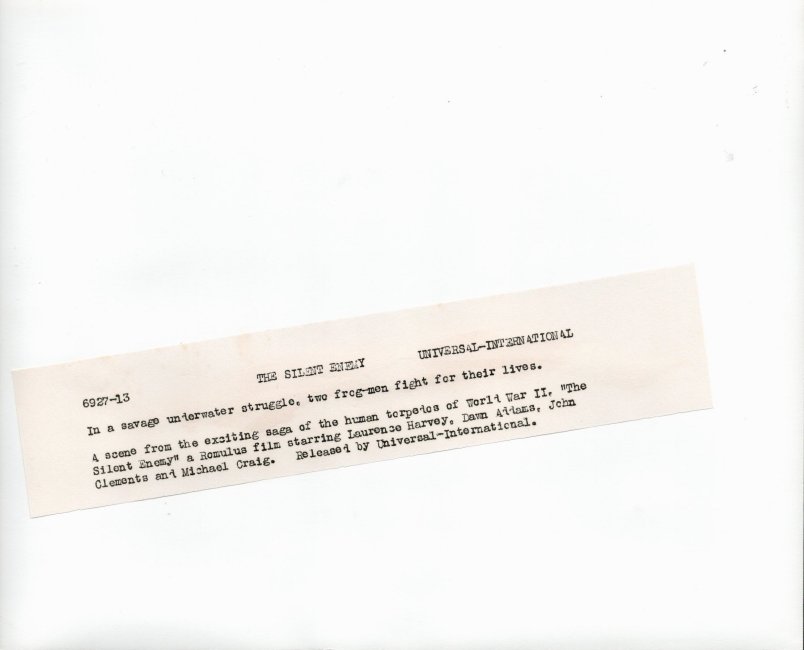 6927-13 THE SILENT ENEMY UNIVERSAL-INTERNATIONAL
In a savage underwater struggle, two frog-men fight for their lives.
A scene from the exciting saga of the human torpedos of World War II, "The
Silent Enemy" a Romulus film starring Laurence Harvey, Dawn Addams, John
Clements and Michael Craig. Released by Universal-International.